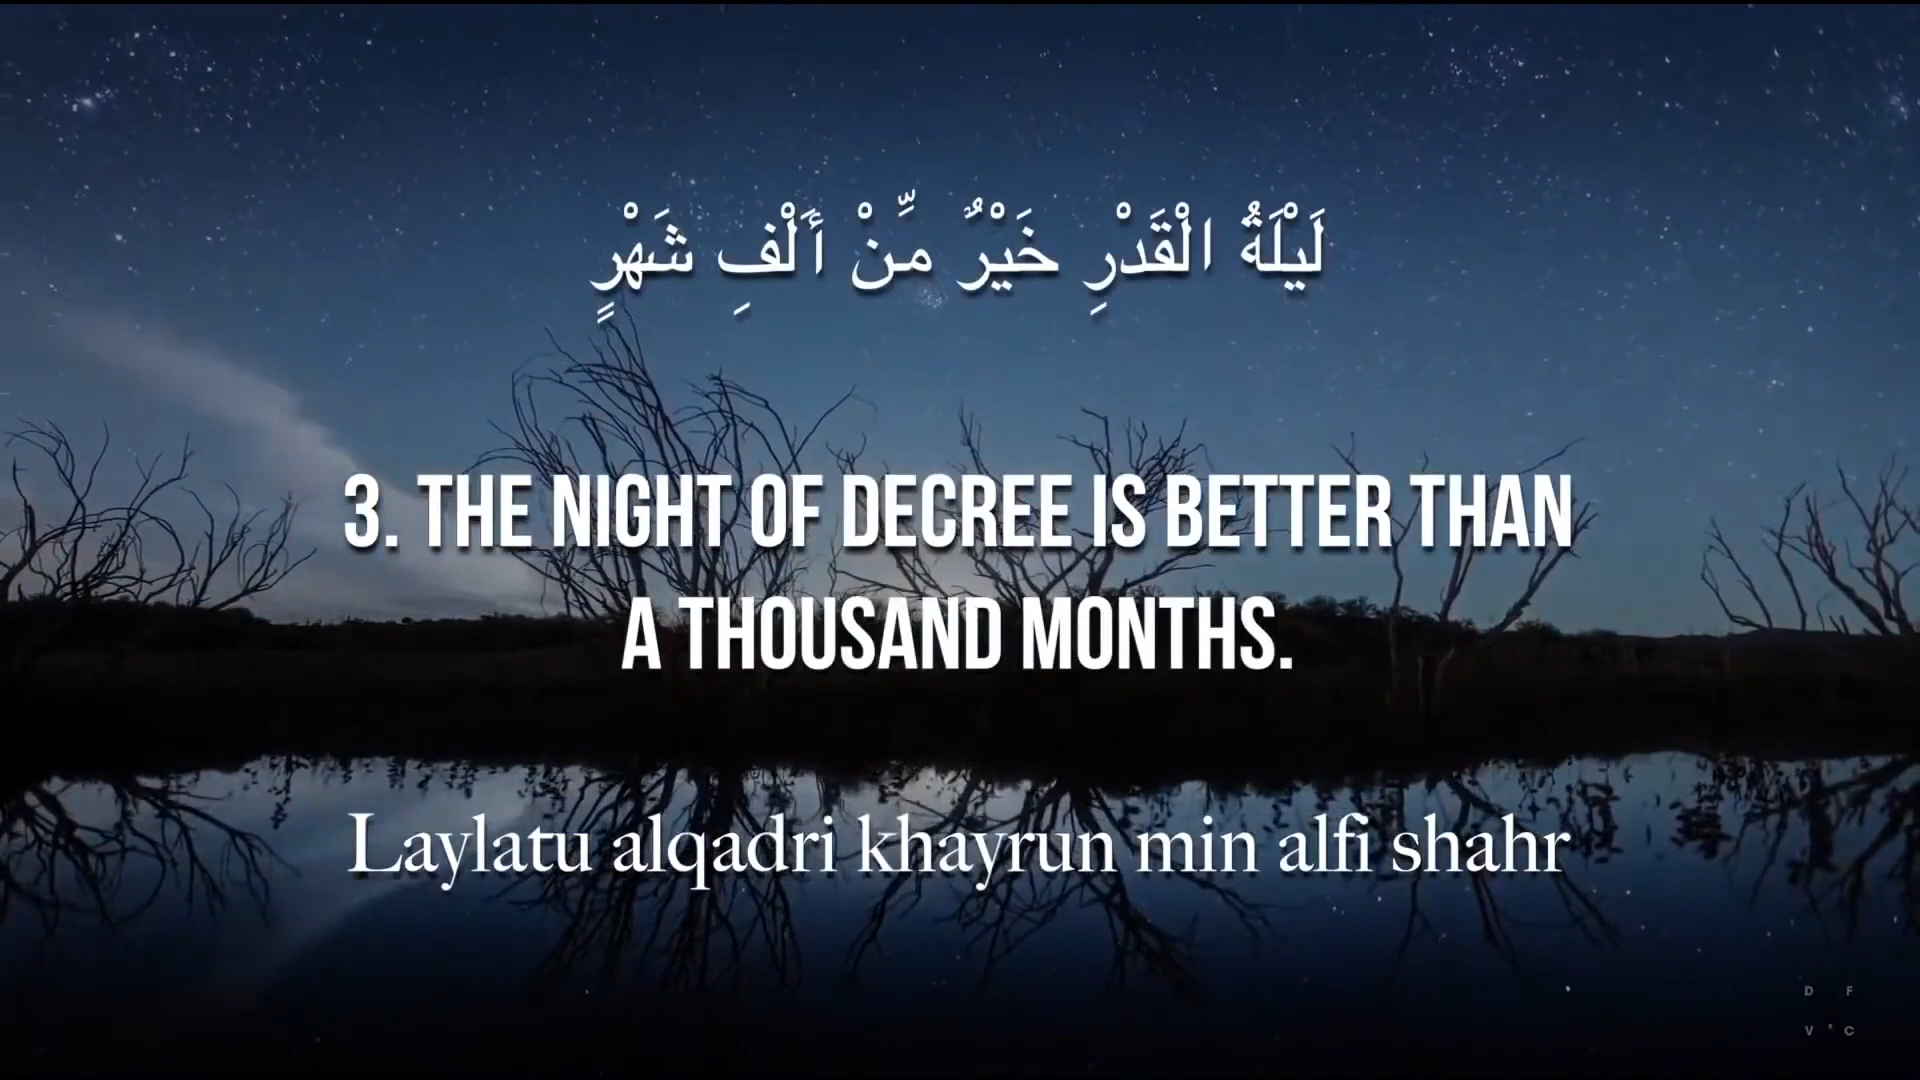 لَيْلَةُ الْقَدْرِ خَيْرٌ مِّنْ أَلْفِ شَهْرٍ
3. THE NIGHT OF DECREE IS BETTER THAN
A THOUSAND MONTHS.
Laylatu alqadri khayrun min alfi shahr
D F
V C